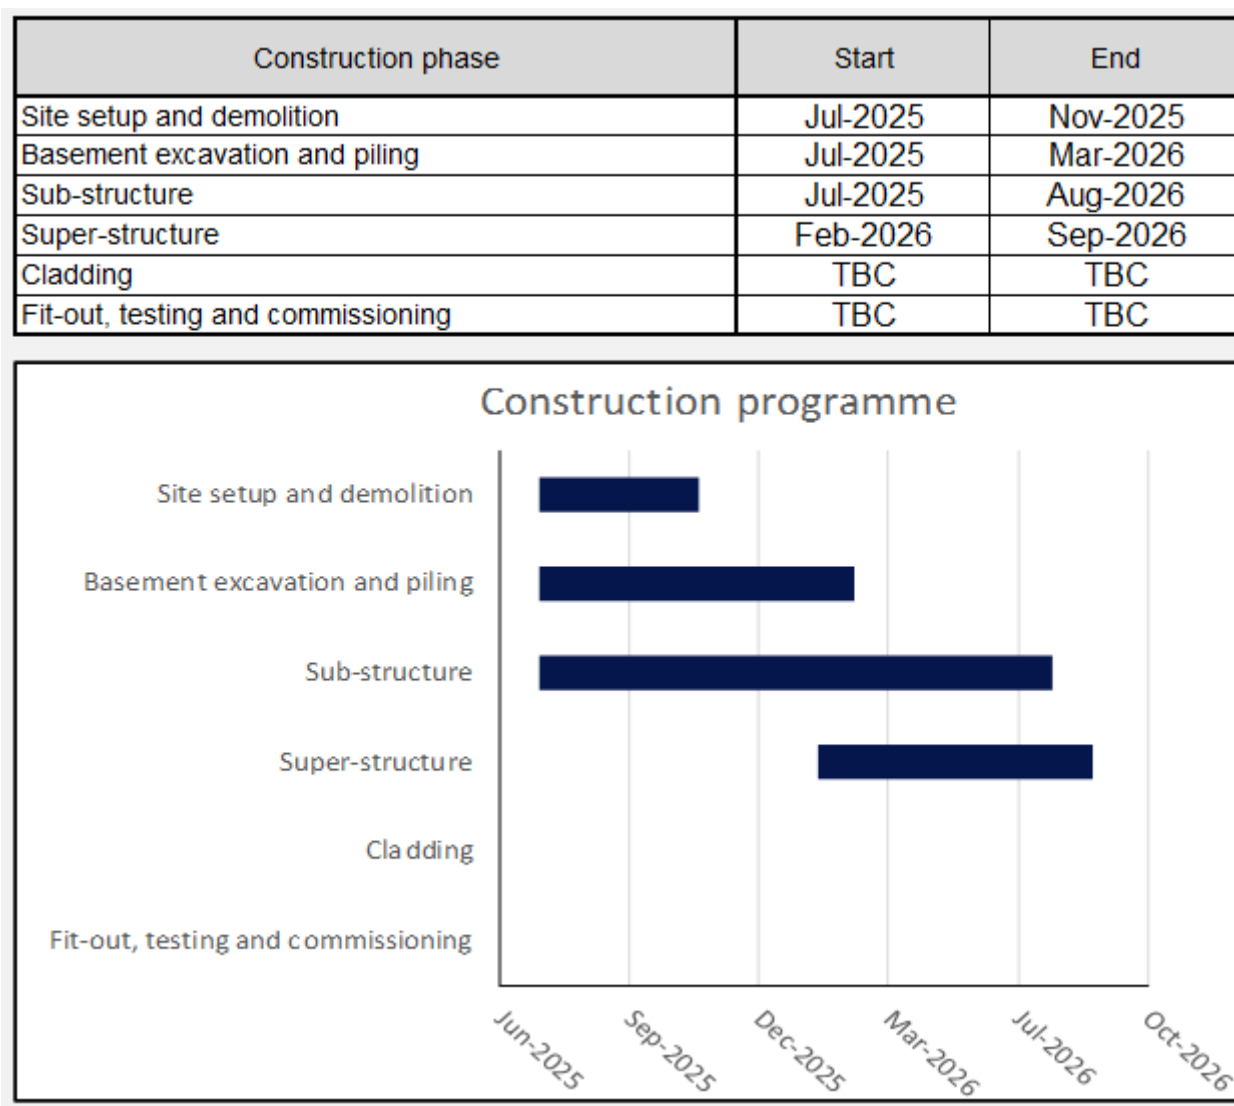 Construction phase Start End
Site setup and demolition Jul-2025 Nov-2025
Basement excavation and piling Jul-2025 Mar-2026
Sub-structure Jul-2025 Aug-2026
Super-structure Feb-2026 Sep-2026
Cladding TBC TBC
Fit-out, testing and commissioning TBC TBC
Construction programme
Site setup and demolition
Basement excavation and piling
Sub-structure
Super-structure
Cladding
Fit-out, testing and commissioning
Jun-2025 Sep-2025 Dec-2025 Mar-2026 Jul-2026 Oct-2026